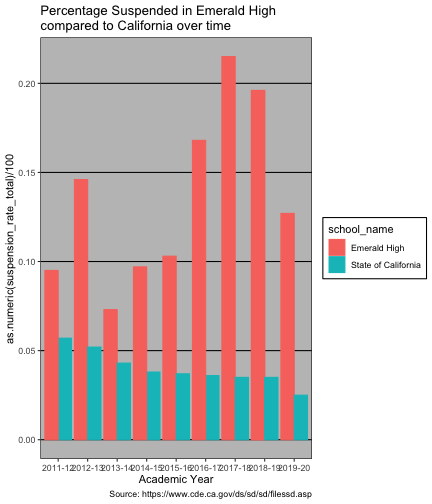 Percentage Suspended in Emerald High
compared to California over time
as.numeric(suspension_rate_total)/100
0.20
0.15
0.10
0.05
0.00
school_name
Emerald High
State of California
2011-12 2012-13 2013-14 2014-15 2015-16 2016-17 2017-18 2018-19 2019-20
Academic Year
Source: https://www.cde.ca.gov/ds/sd/sd/filessd.asp